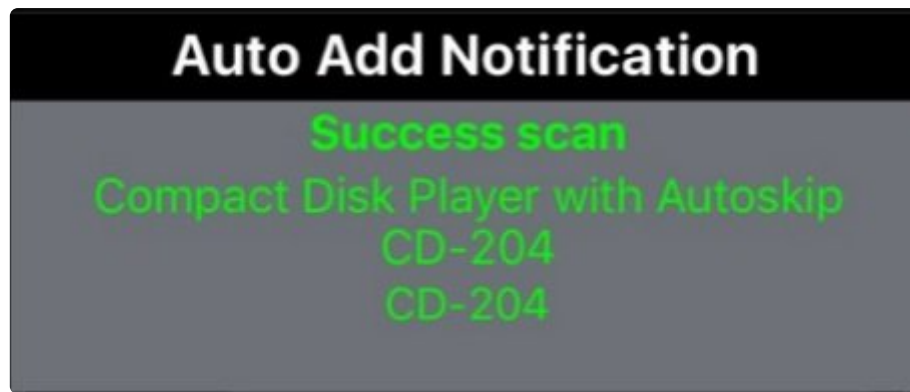 Auto Add Notification
Success scan
Compact Disk Player with Autoskip
CD-204
CD-204